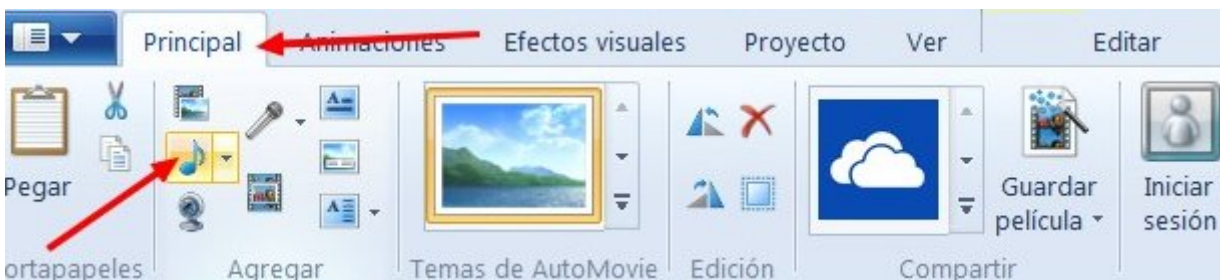 Principal Animaciones Efectos visuales Proyecto Ver Editar
Pegar
Guardar película
Iniciar sesión
ortapapeles Agregar Temas de AutoMovie Edición Compartir